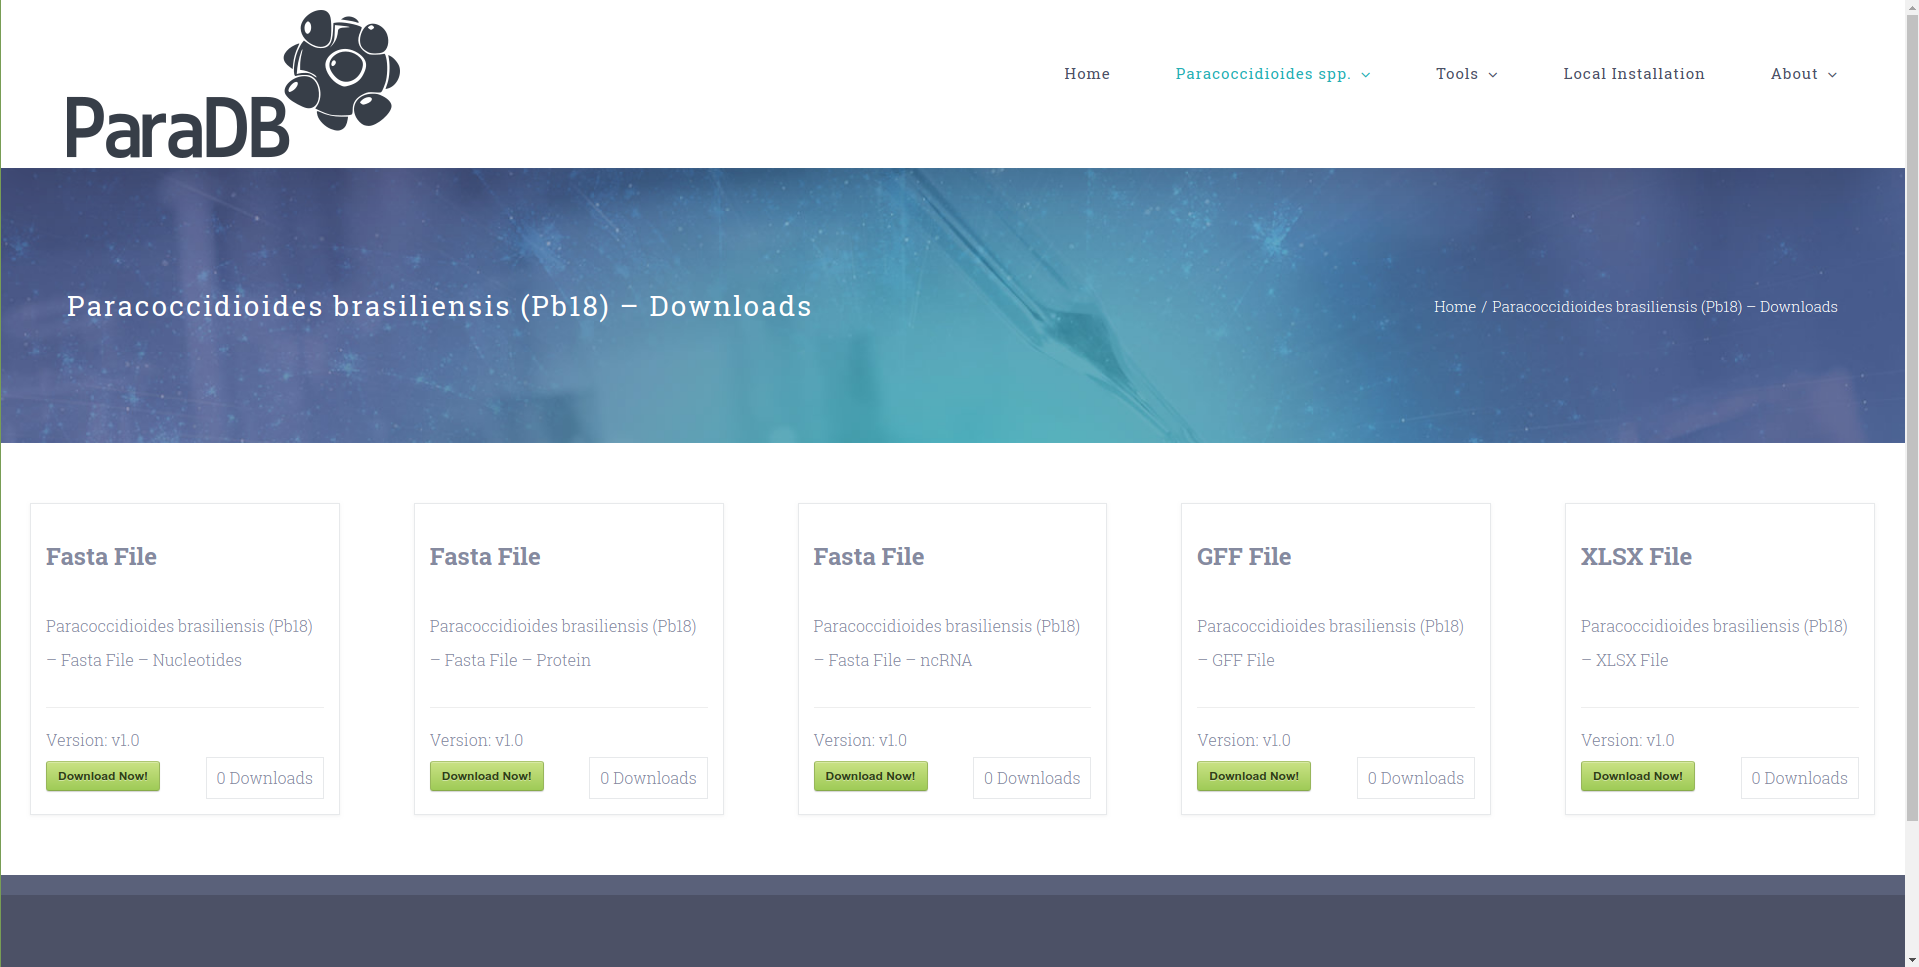 ParaDB
Home
Paracoccidioides spp.
Tools
Local Installation
About
Paracoccidioides brasiliensis (Pb18) – Downloads
Home / Paracoccidioides brasiliensis (Pb18) – Downloads
Fasta File
Paracoccidioides brasiliensis (Pb18)
– Fasta File – Nucleotides
Version: v1.0
Download Now!
0 Downloads
Fasta File
Paracoccidioides brasiliensis (Pb18)
– Fasta File – Protein
Version: v1.0
Download Now!
0 Downloads
Fasta File
Paracoccidioides brasiliensis (Pb18)
– Fasta File – ncRNA
Version: v1.0
Download Now!
0 Downloads
GFF File
Paracoccidioides brasiliensis (Pb18)
– GFF File
Version: v1.0
Download Now!
0 Downloads
XLSX File
Paracoccidioides brasiliensis (Pb18)
– XLSX File
Version: v1.0
Download Now!
0 Downloads